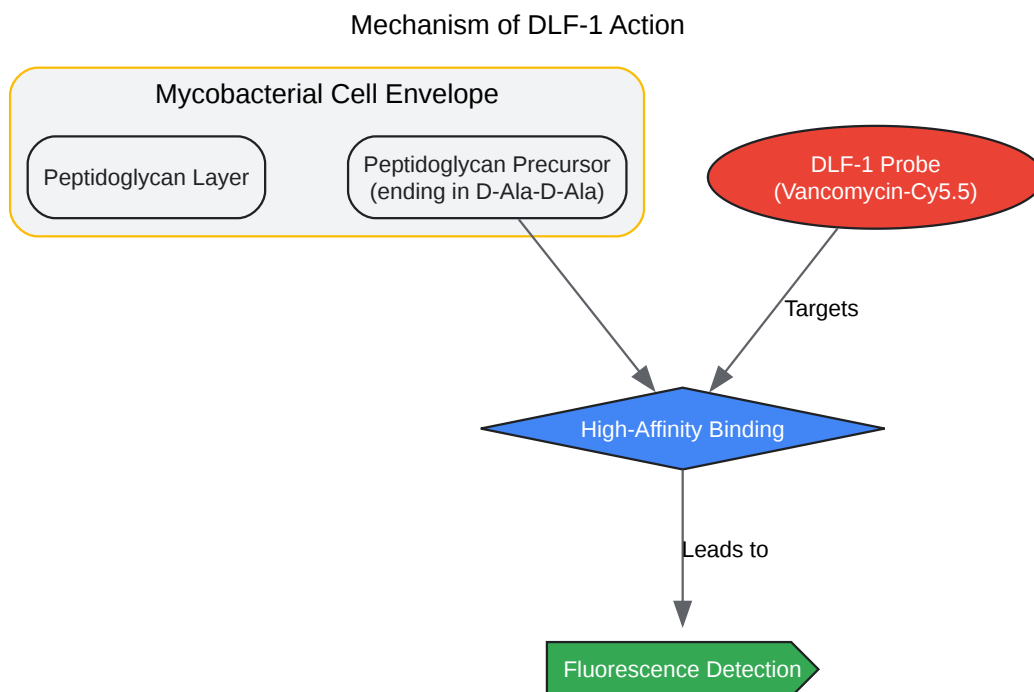 Mechanism of DLF-1 Action
Mycobacterial Cell Envelope
Peptidoglycan Layer
Peptidoglycan Precursor
(ending in D-Ala-D-Ala)
DLF-1 Probe
(Vancomycin-Cy5.5)
Targets
High-Affinity Binding
Leads to
Fluorescence Detection